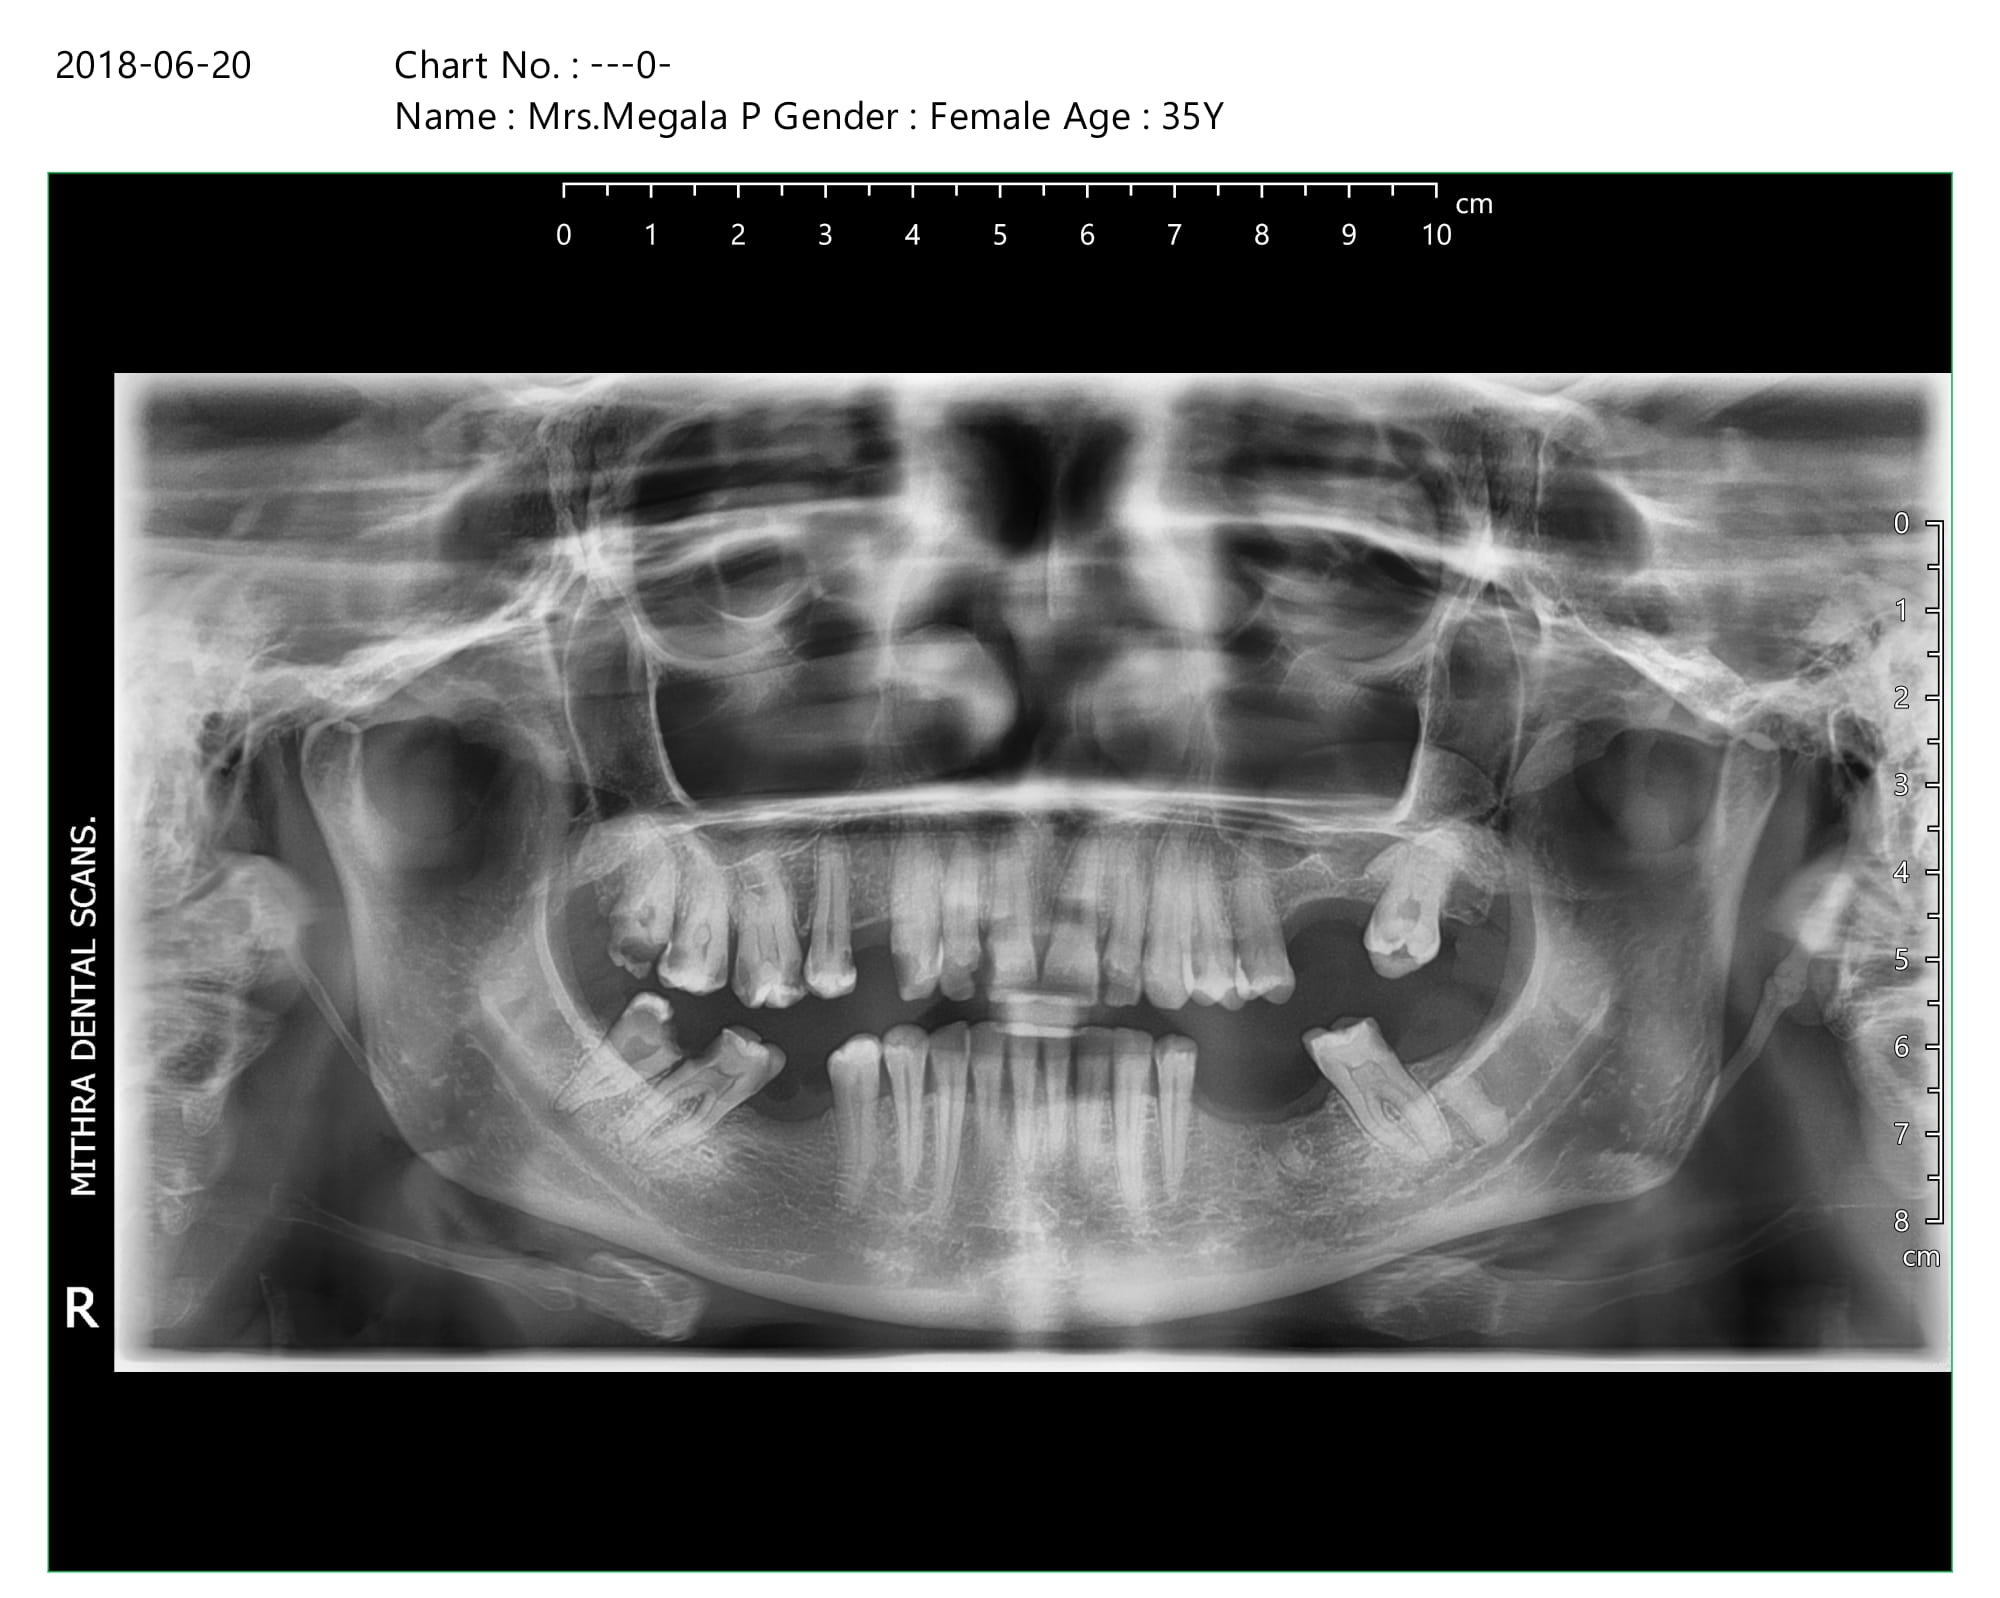 2018-06-20 Chart No. : ---0-
Name : Mrs.Megala P Gender : Female Age : 35Y
cm
0 1 2 3 4 5 6 7 8 9 10
0
1
2
3
4
5
6
7
8
cm
MITHRA DENTAL SCANS.
R